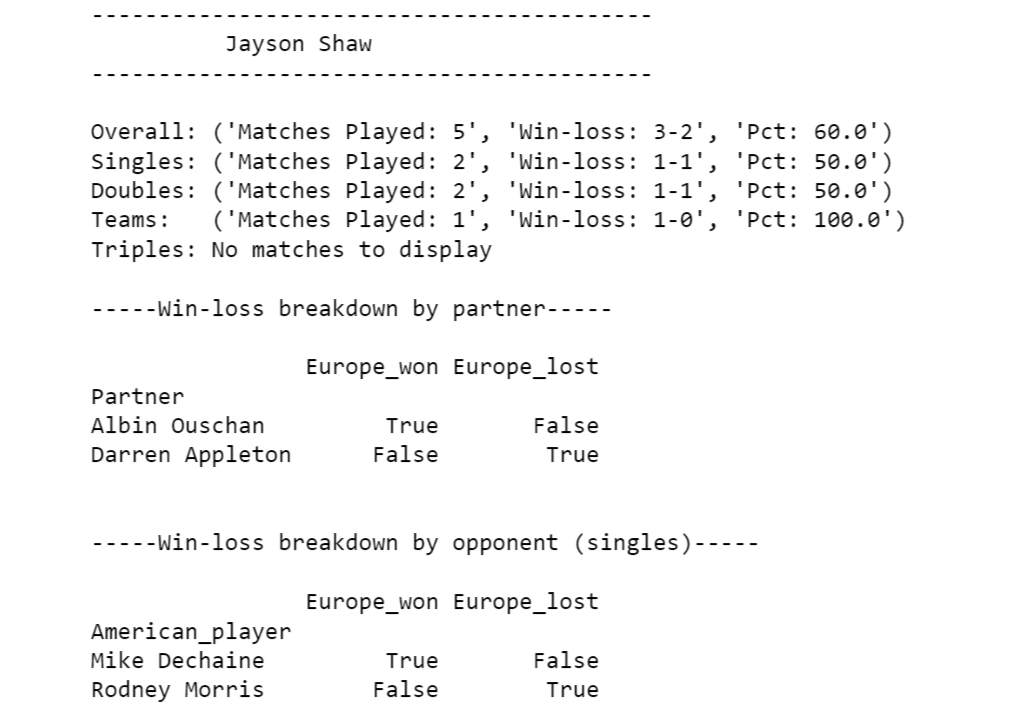 ------------------------------------------
Jayson Shaw
------------------------------------------
Overall: ('Matches Played: 5', 'Win-loss: 3-2', 'Pct: 60.0')
Singles: ('Matches Played: 2', 'Win-loss: 1-1', 'Pct: 50.0')
Doubles: ('Matches Played: 2', 'Win-loss: 1-1', 'Pct: 50.0')
Teams:   ('Matches Played: 1', 'Win-loss: 1-0', 'Pct: 100.0')
Triples: No matches to display
-----Win-loss breakdown by partner-----
Europe_won Europe_lost
Partner
Albin Ouschan         True       False
Darren Appleton      False        True
-----Win-loss breakdown by opponent (singles)-----
Europe_won Europe_lost
American_player
Mike Dechaine         True       False
Rodney Morris        False        True